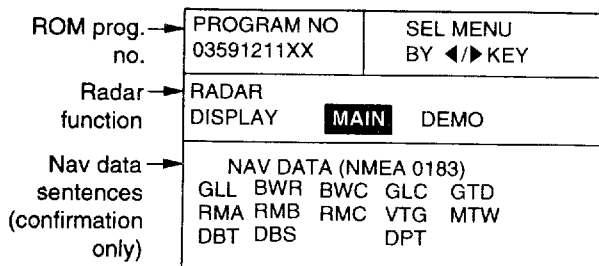 ROM prog. no.
PROGRAM NO
03591211XX
SEL MENU
BY ◀/▶ KEY
Radar function
RADAR
DISPLAY MAIN DEMO
Nav data sentences (confirmation only)
NAV DATA (NMEA 0183)
GLL BWR BWC GLC GTD
RMA RMB RMC VTG MTW
DBT DBS DPT